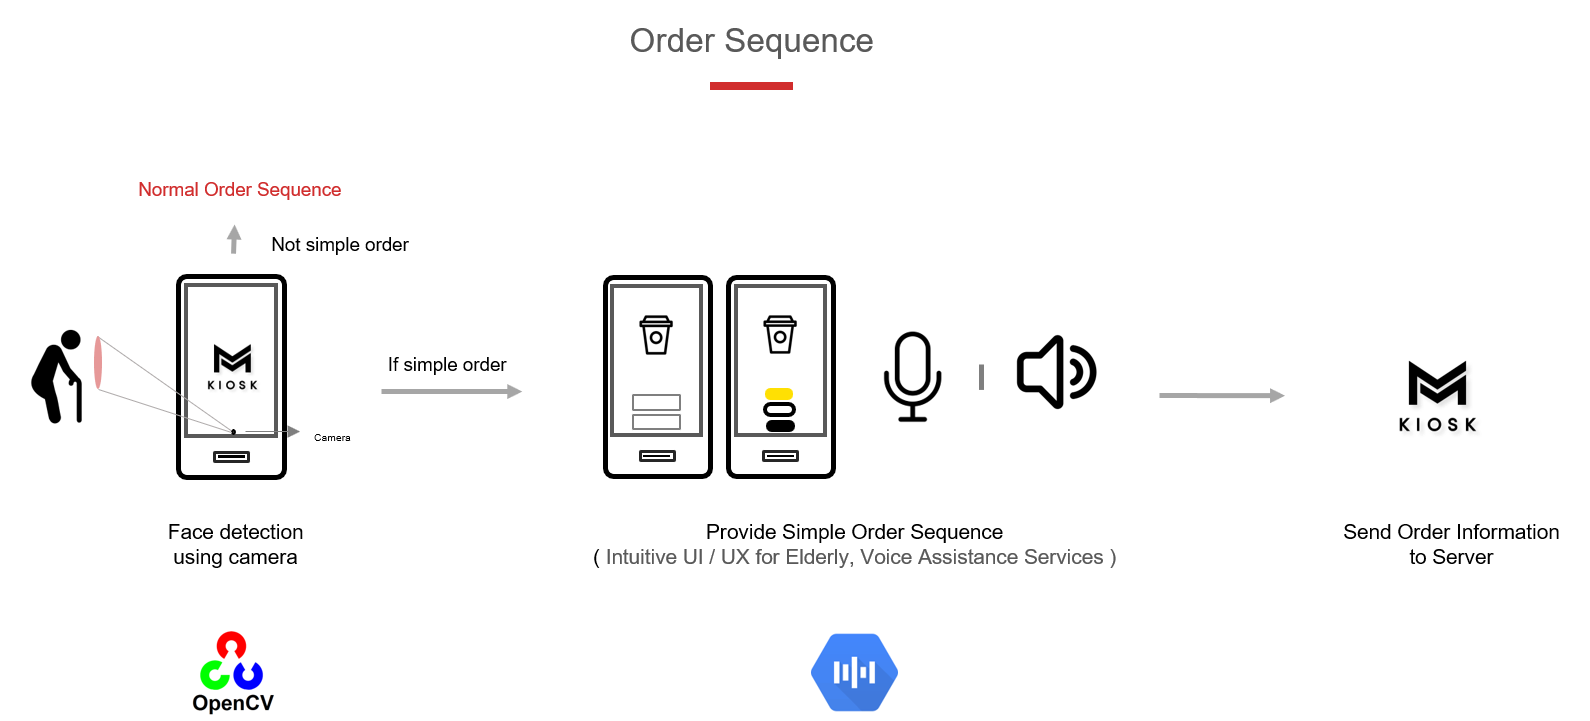 Order Sequence
Normal Order Sequence
Not simple order
M
KIOSK
If simple order
Camera
M
KIOSK
Face detection
using camera
Provide Simple Order Sequence
( Intuitive UI / UX for Elderly, Voice Assistance Services )
Send Order Information
to Server
OpenCV